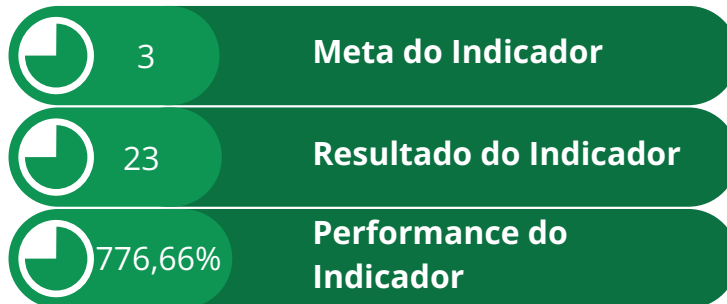 3 Meta do Indicador
23 Resultado do Indicador
776,66% Performance do
Indicador